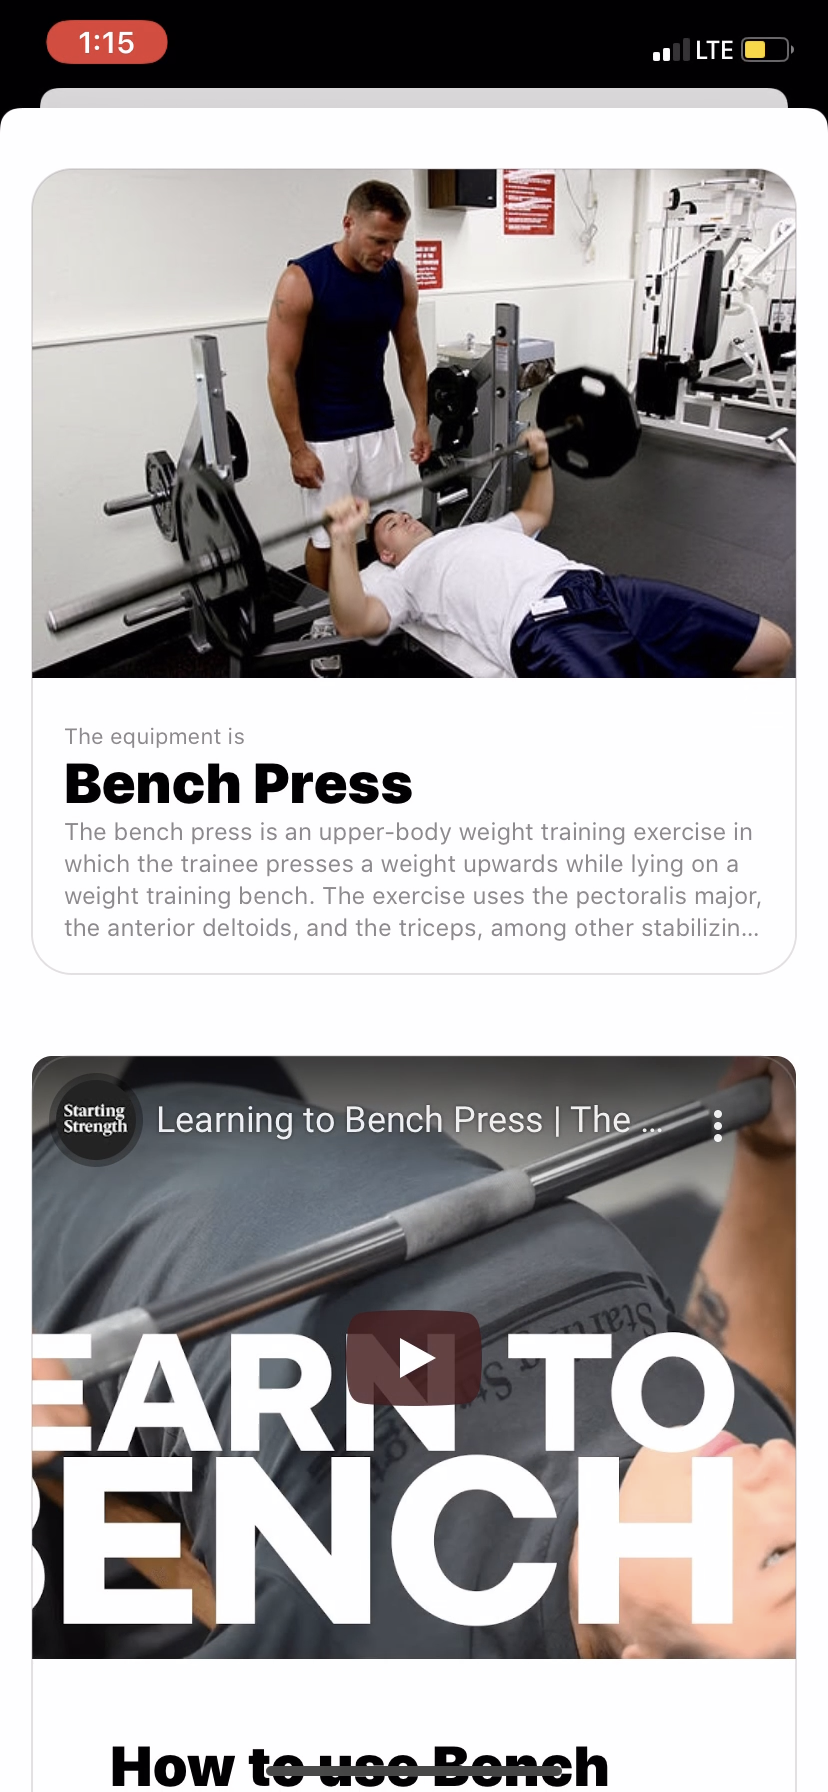 1:15
LTE
The equipment is
Bench Press
The bench press is an upper-body weight training exercise in
which the trainee presses a weight upwards while lying on a
weight training bench. The exercise uses the pectoralis major,
the anterior deltoids, and the triceps, among other stabilizin...
Starting
Strength
Learning to Bench Press | The ...
EARN TO
BENCH
How to use Bench